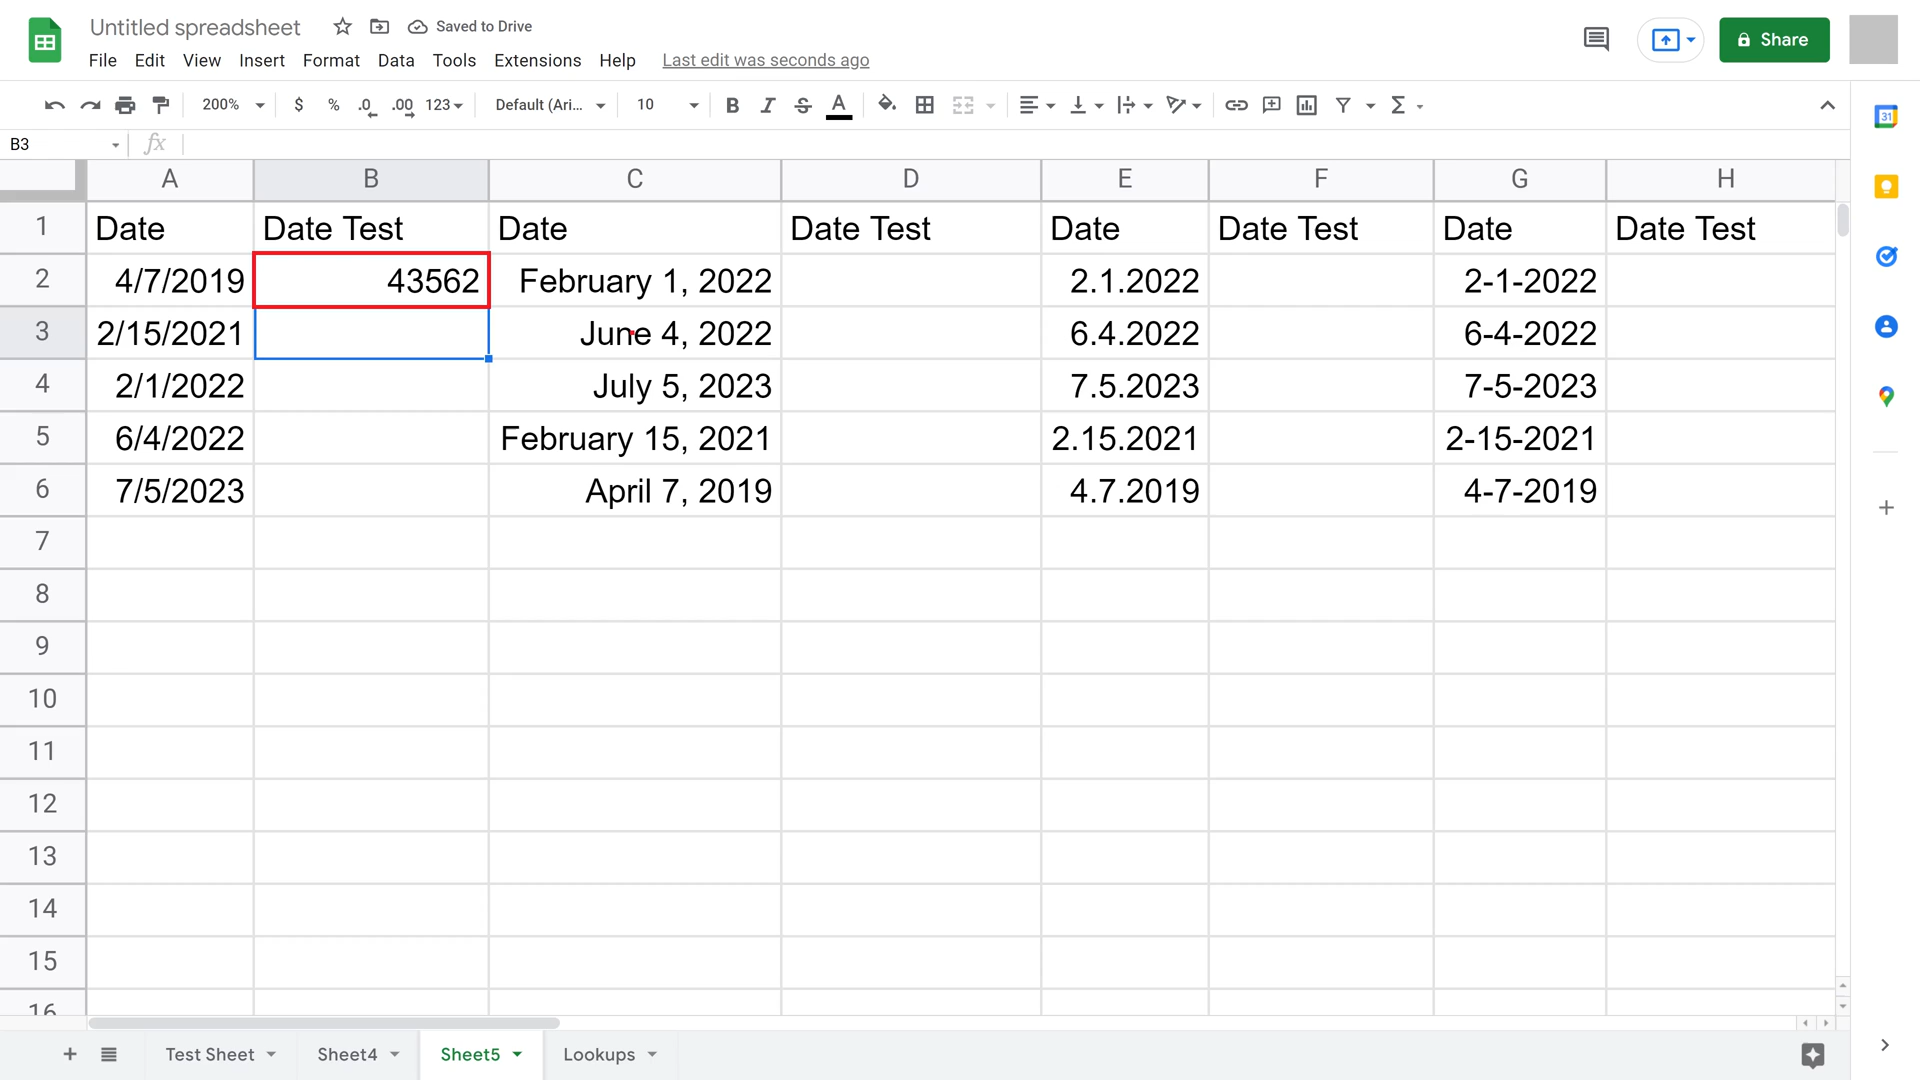 Untitled spreadsheet Saved to Drive
File Edit View Insert Format Data Tools Extensions Help Last edit was seconds ago
Share
200% $ % .0 .00 123 Default (Ari... 10 B I S A Σ
31
B3 fx
A B C D E F G H
1 Date Date Test Date Date Test Date Date Test Date Date Test
2 4/7/2019 43562 February 1, 2022 2.1.2022 2-1-2022
3 2/15/2021 June 4, 2022 6.4.2022 6-4-2022
4 2/1/2022 July 5, 2023 7.5.2023 7-5-2023
5 6/4/2022 February 15, 2021 2.15.2021 2-15-2021
6 7/5/2023 April 7, 2019 4.7.2019 4-7-2019
7
8
9
10
11
12
13
14
15
16
Test Sheet Sheet4 Sheet5 Lookups